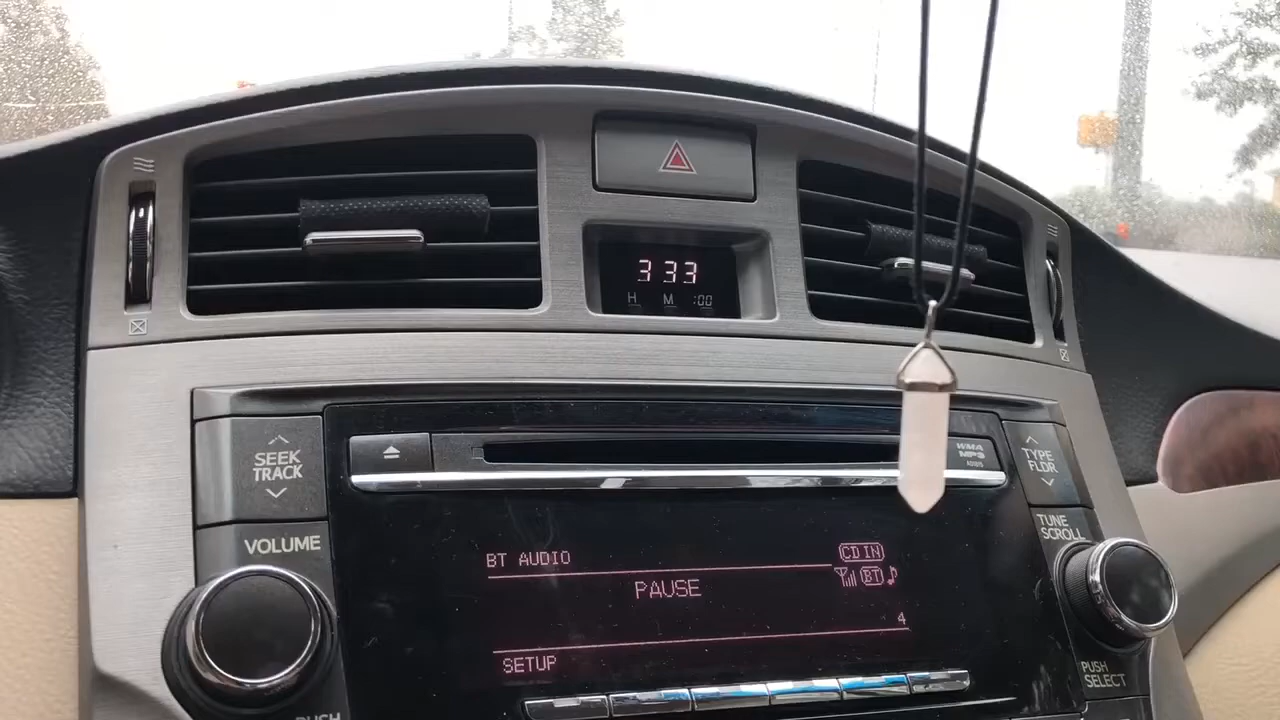 3 33
H M :00
SEEK
TRACK
WMA
MP3
TYPE
FLDR
VOLUME
TUNE
SCROLL
BT AUDIO
CD IN
PAUSE
BT
4
SETUP
PUSH
SELECT
PUSH